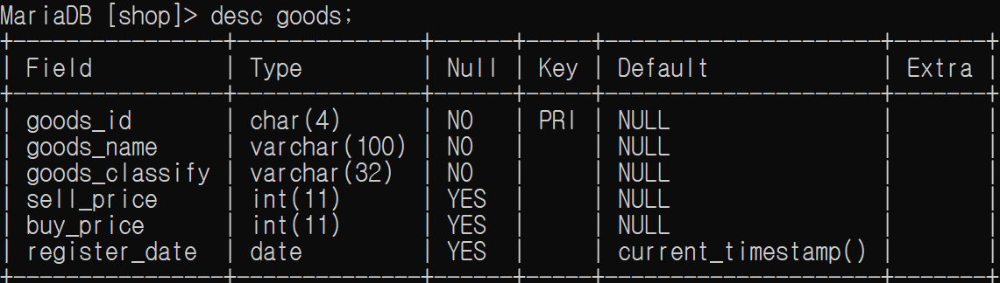 MariaDB [shop]> desc goods;
+-----------------+--------------+------+-----+---------------------+-------+
| Field | Type | Null | Key | Default | Extra |
+-----------------+--------------+------+-----+---------------------+-------+
| goods_id | char(4) | NO | PRI | NULL | |
| goods_name | varchar(100) | NO | | NULL | |
| goods_classify | varchar(32) | NO | | NULL | |
| sell_price | int(11) | YES | | NULL | |
| buy_price | int(11) | YES | | NULL | |
| register_date | date | YES | | current_timestamp() | |
+-----------------+--------------+------+-----+---------------------+-------+